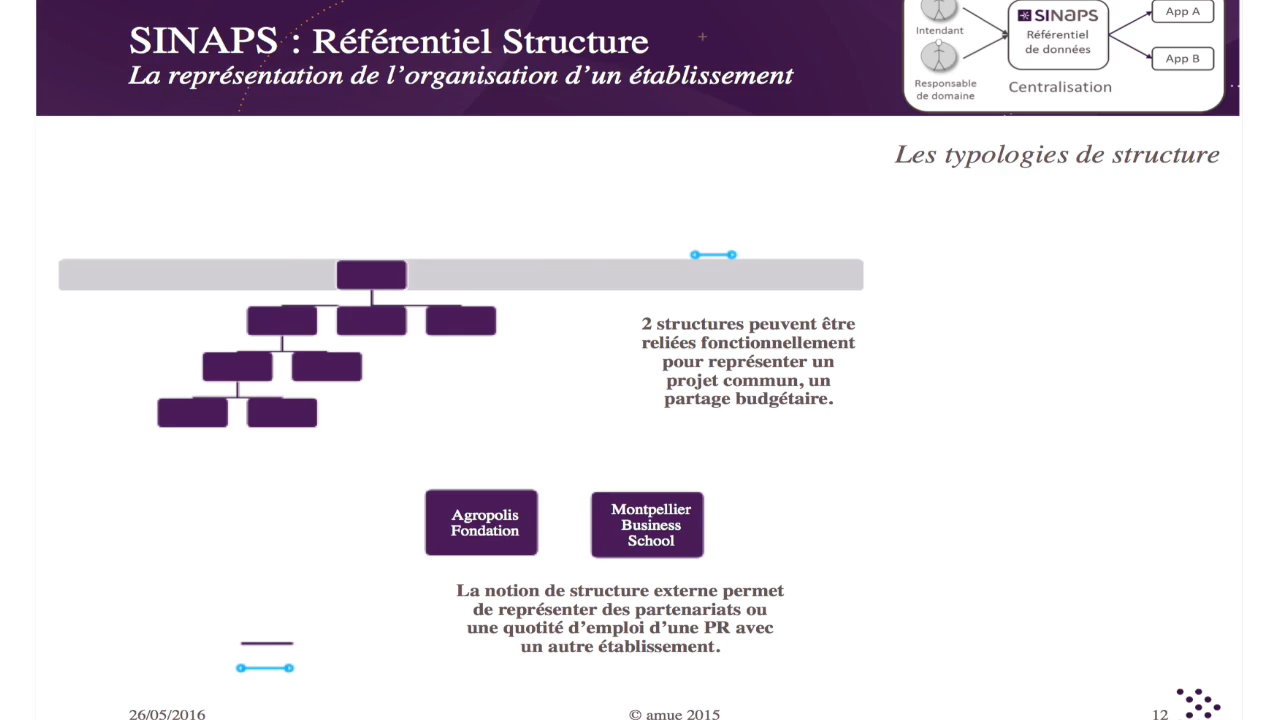 SINAPS : Référentiel Structure
La représentation de l’organisation d’un établissement
Intendant
Responsable
de domaine
SINAPS
Référentiel
de données
Centralisation
App A
App B
Les typologies de structure
2 structures peuvent être
reliées fonctionnellement
pour représenter un
projet commun, un
partage budgétaire.
Agropolis
Fondation
Montpellier
Business
School
La notion de structure externe permet
de représenter des partenariats ou
une quotité d’emploi d’une PR avec
un autre établissement.
26/05/2016
© amue 2015
12